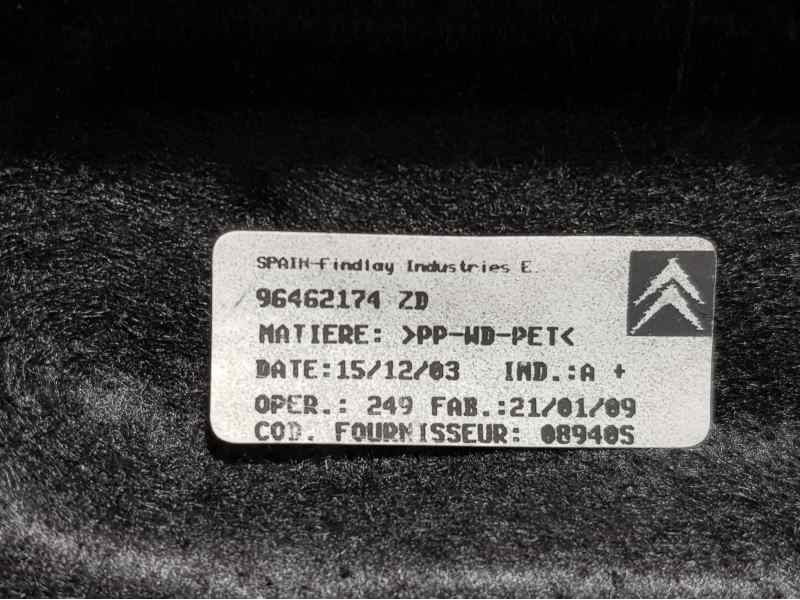 SPAIN-Findlay Industries E.
96462174 ZD
MATIERE: >PP-WD-PET<
DATE:15/12/03 IND.:A +
OPER.: 249 FAB.:21/01/09
COD. FOURNISSEUR: 08940S